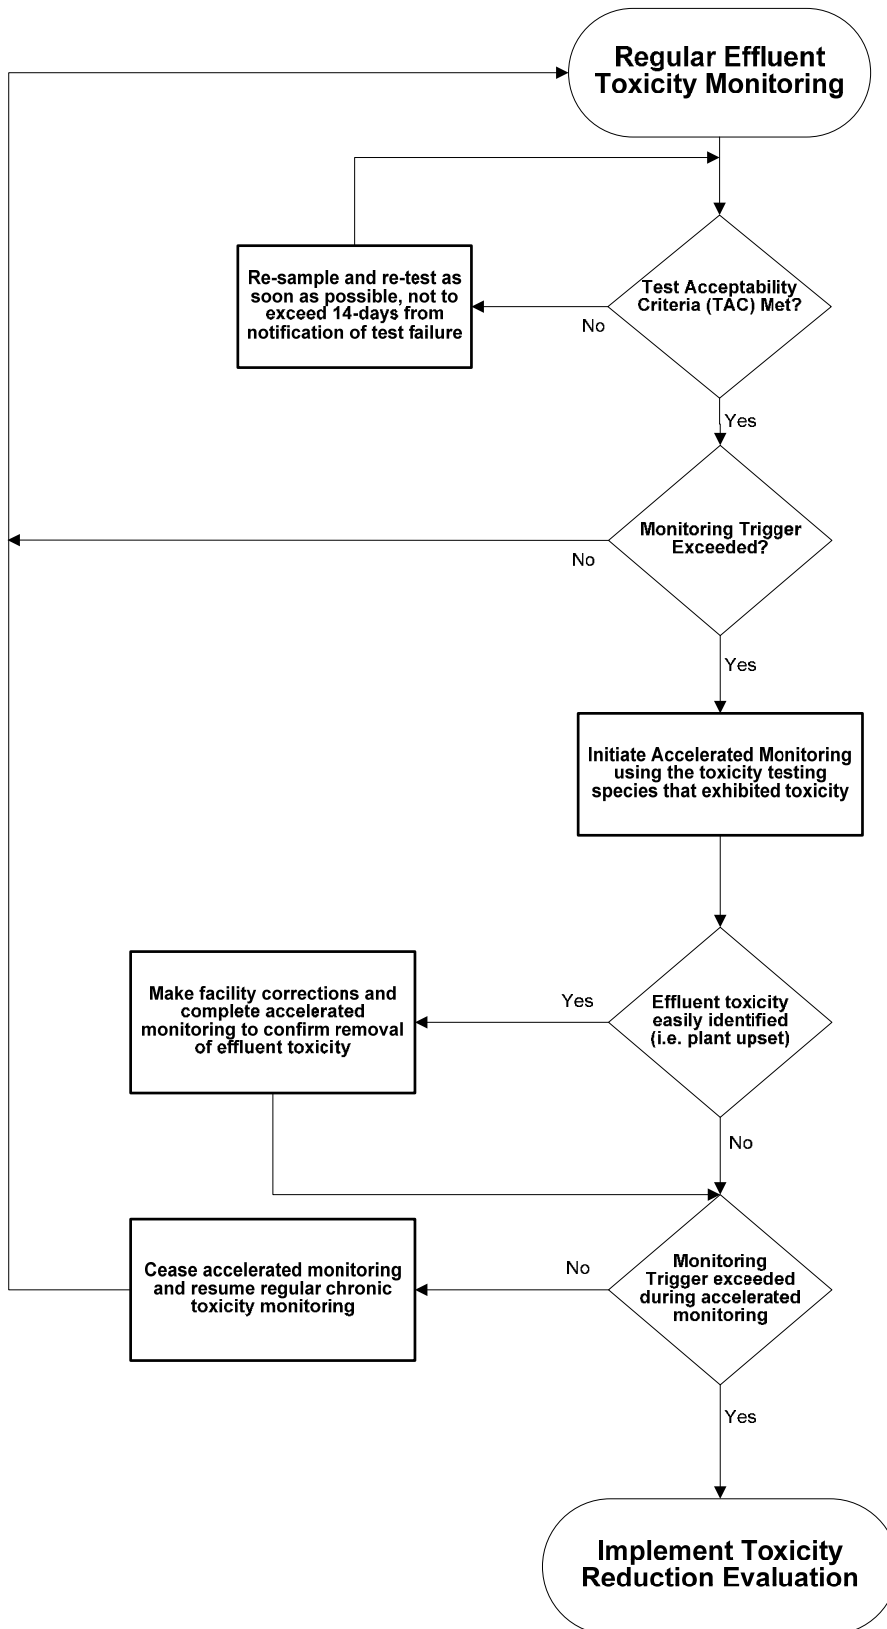 Regular Effluent
Toxicity Monitoring
Test Acceptability
Criteria (TAC) Met?
No
Re-sample and re-test as
soon as possible, not to
exceed 14-days from
notification of test failure
Yes
Monitoring Trigger
Exceeded?
No
Yes
Initiate Accelerated Monitoring
using the toxicity testing
species that exhibited toxicity
Effluent toxicity
easily identified
(i.e. plant upset)
Yes
Make facility corrections and
complete accelerated
monitoring to confirm removal
of effluent toxicity
No
Monitoring
Trigger exceeded
during accelerated
monitoring
No
Cease accelerated monitoring
and resume regular chronic
toxicity monitoring
Yes
Implement Toxicity
Reduction Evaluation